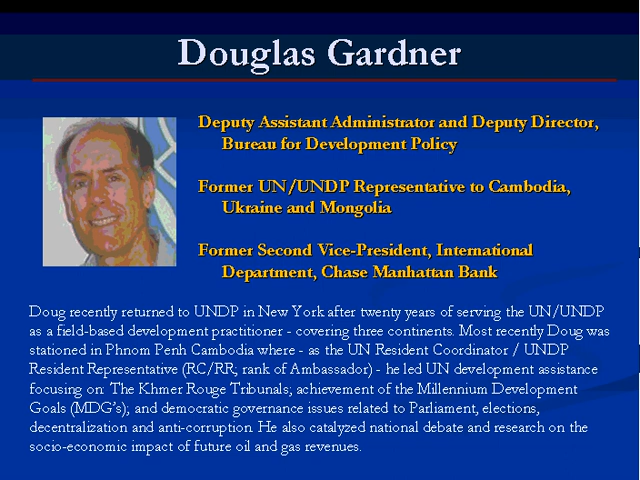 Douglas Gardner
Deputy Assistant Administrator and Deputy Director,
Bureau for Development Policy
Former UN/UNDP Representative to Cambodia,
Ukraine and Mongolia
Former Second Vice-President, International
Department, Chase Manhattan Bank
Doug recently returned to UNDP in New York after twenty years of serving the UN/UNDP
as a field-based development practitioner - covering three continents. Most recently Doug was
stationed in Phnom Penh Cambodia where - as the UN Resident Coordinator / UNDP
Resident Representative (RC/RR; rank of Ambassador) - he led UN development assistance
focusing on: The Khmer Rouge Tribunals; achievement of the Millennium Development
Goals (MDG's); and democratic governance issues related to Parliament, elections,
decentralization and anti-corruption. He also catalyzed national debate and research on the
socio-economic impact of future oil and gas revenues.